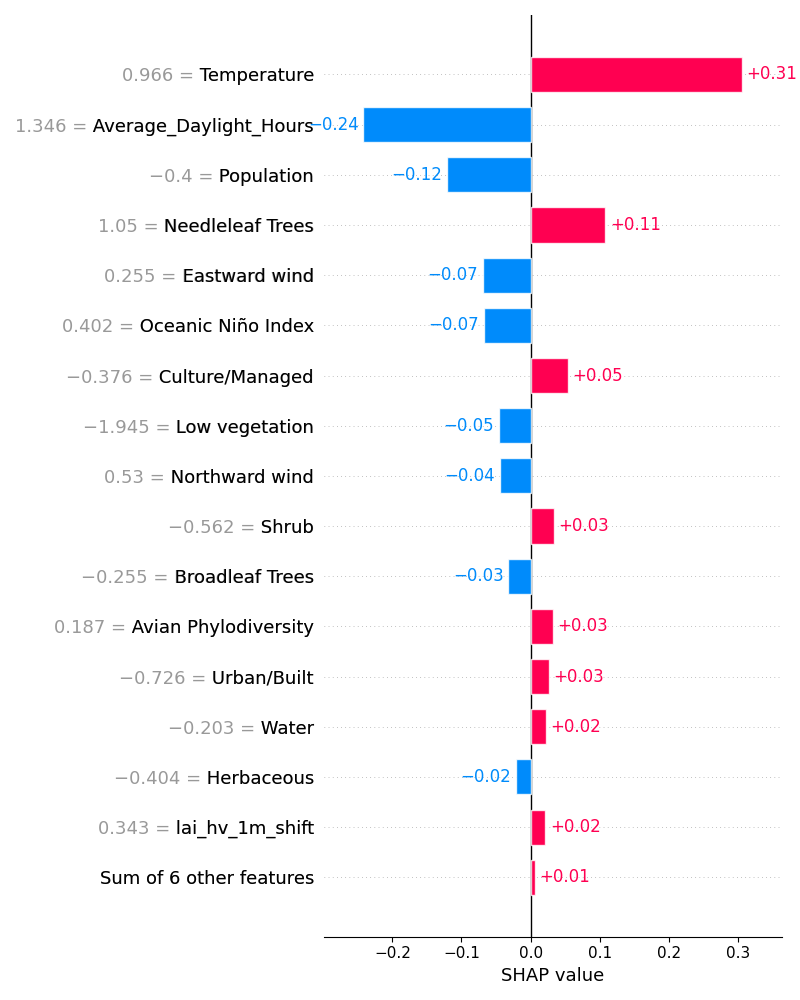 0.966 = Temperature +0.31
1.346 = Average_Daylight_Hours −0.24
−0.4 = Population −0.12
1.05 = Needleleaf Trees +0.11
0.255 = Eastward wind −0.07
0.402 = Oceanic Niño Index −0.07
−0.376 = Culture/Managed +0.05
−1.945 = Low vegetation −0.05
0.53 = Northward wind −0.04
−0.562 = Shrub +0.03
−0.255 = Broadleaf Trees −0.03
0.187 = Avian Phylodiversity +0.03
−0.726 = Urban/Built +0.03
−0.203 = Water +0.02
−0.404 = Herbaceous −0.02
0.343 = lai_hv_1m_shift +0.02
Sum of 6 other features +0.01
−0.2 −0.1 0.0 0.1 0.2 0.3
SHAP value